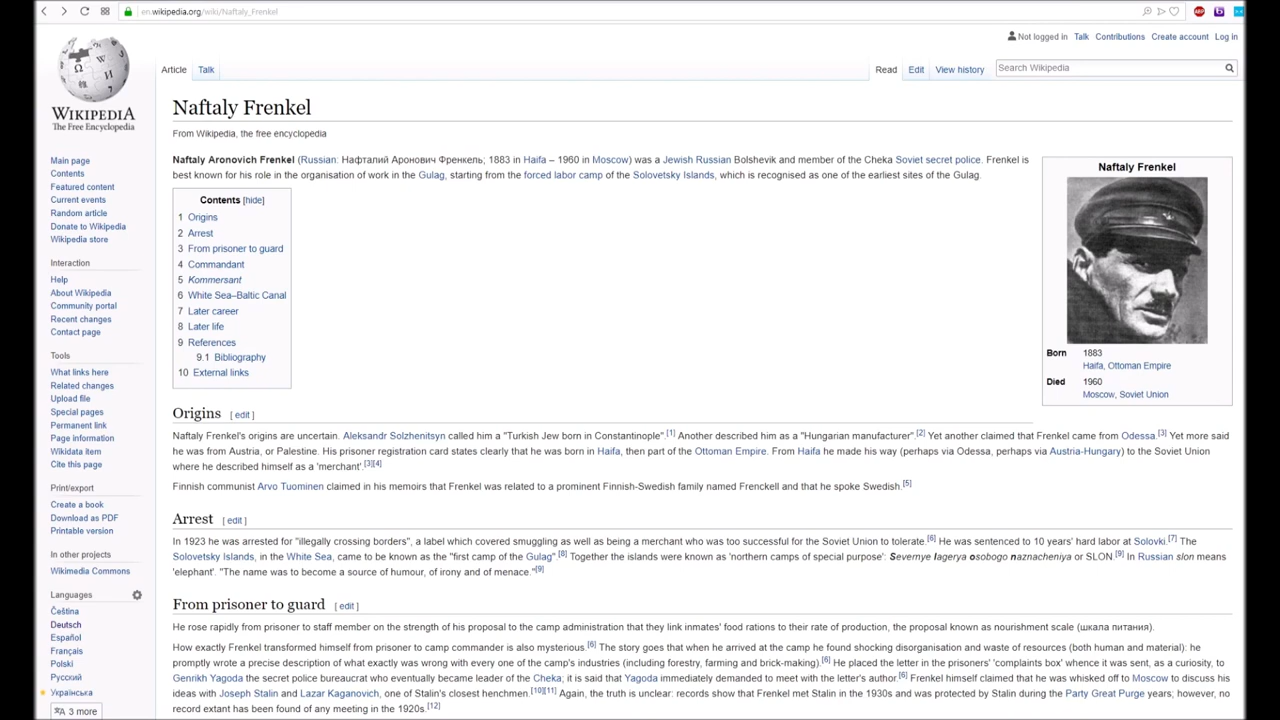 en.wikipedia.org/wiki/Naftaly_Frenkel
ABP
Not logged in Talk Contributions Create account Log in
Article Talk Read Edit View history Search Wikipedia
WIKIPEDIA
The Free Encyclopedia
Naftaly Frenkel
From Wikipedia, the free encyclopedia
Naftaly Aronovich Frenkel (Russian: Нафталий Аронович Френкель; 1883 in Haifa – 1960 in Moscow) was a Jewish Russian Bolshevik and member of the Cheka Soviet secret police. Frenkel is
best known for his role in the organisation of work in the Gulag, starting from the forced labor camp of the Solovetsky Islands, which is recognised as one of the earliest sites of the Gulag.
Naftaly Frenkel
Born 1883
Haifa, Ottoman Empire
Died 1960
Moscow, Soviet Union
Contents [hide]
1 Origins
2 Arrest
3 From prisoner to guard
4 Commandant
5 Kommersant
6 White Sea–Baltic Canal
7 Later career
8 Later life
9 References
9.1 Bibliography
10 External links
Origins [ edit ]
Naftaly Frenkel's origins are uncertain. Aleksandr Solzhenitsyn called him a "Turkish Jew born in Constantinople".[1] Another described him as a "Hungarian manufacturer".[2] Yet another claimed that Frenkel came from Odessa.[3] Yet more said
he was from Austria, or Palestine. His prisoner registration card states clearly that he was born in Haifa, then part of the Ottoman Empire. From Haifa he made his way (perhaps via Odessa, perhaps via Austria-Hungary) to the Soviet Union
where he described himself as a 'merchant'.[3][4]
Finnish communist Arvo Tuominen claimed in his memoirs that Frenkel was related to a prominent Finnish-Swedish family named Frenckell and that he spoke Swedish.[5]
Arrest [ edit ]
In 1923 he was arrested for "illegally crossing borders", a label which covered smuggling as well as being a merchant who was too successful for the Soviet Union to tolerate.[6] He was sentenced to 10 years' hard labor at Solovki.[7] The
Solovetsky Islands, in the White Sea, came to be known as the "first camp of the Gulag".[8] Together the islands were known as 'northern camps of special purpose': Severnye lagerya osobogo naznacheniya or SLON.[9] In Russian slon means
'elephant'. "The name was to become a source of humour, of irony and of menace."[9]
From prisoner to guard [ edit ]
He rose rapidly from prisoner to staff member on the strength of his proposal to the camp administration that they link inmates' food rations to their rate of production, the proposal known as nourishment scale (шкала питания).
How exactly Frenkel transformed himself from prisoner to camp commander is also mysterious.[6] The story goes that when he arrived at the camp he found shocking disorganisation and waste of resources (both human and material): he
promptly wrote a precise description of what exactly was wrong with every one of the camp's industries (including forestry, farming and brick-making).[6] He placed the letter in the prisoners' 'complaints box' whence it was sent, as a curiosity, to
Genrikh Yagoda the secret police bureaucrat who eventually became leader of the Cheka; it is said that Yagoda immediately demanded to meet with the letter's author.[6] Frenkel himself claimed that he was whisked off to Moscow to discuss his
ideas with Joseph Stalin and Lazar Kaganovich, one of Stalin's closest henchmen.[10][11] Again, the truth is unclear: records show that Frenkel met Stalin in the 1930s and was protected by Stalin during the Party Great Purge years; however, no
record extant has been found of any meeting in the 1920s.[12]
Main page
Contents
Featured content
Current events
Random article
Donate to Wikipedia
Wikipedia store
Interaction
Help
About Wikipedia
Community portal
Recent changes
Contact page
Tools
What links here
Related changes
Upload file
Special pages
Permanent link
Page information
Wikidata item
Cite this page
Print/export
Create a book
Download as PDF
Printable version
In other projects
Wikimedia Commons
Languages
Čeština
Deutsch
Español
Français
Polski
Русский
Українська
3 more